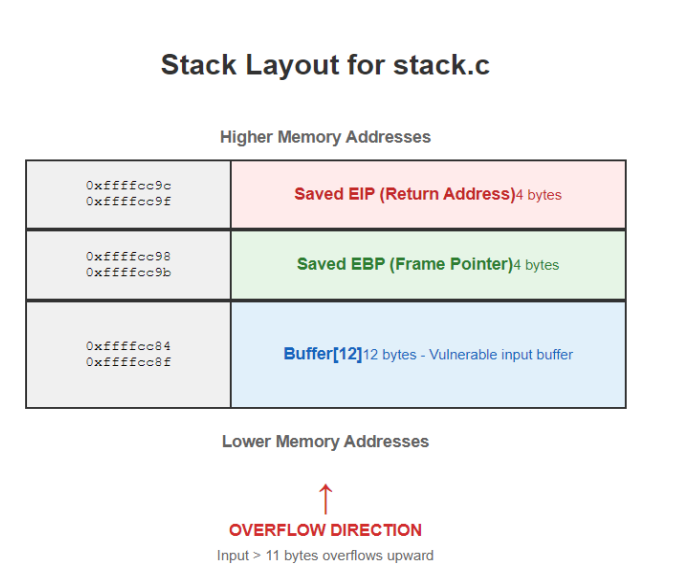 Stack Layout for stack.c
Higher Memory Addresses
0xffffcc9c
0xffffcc9f
Saved EIP (Return Address)4 bytes
0xffffcc98
0xffffcc9b
Saved EBP (Frame Pointer)4 bytes
0xffffcc84
0xffffcc8f
Buffer[12]12 bytes - Vulnerable input buffer
Lower Memory Addresses
↑
OVERFLOW DIRECTION
Input > 11 bytes overflows upward